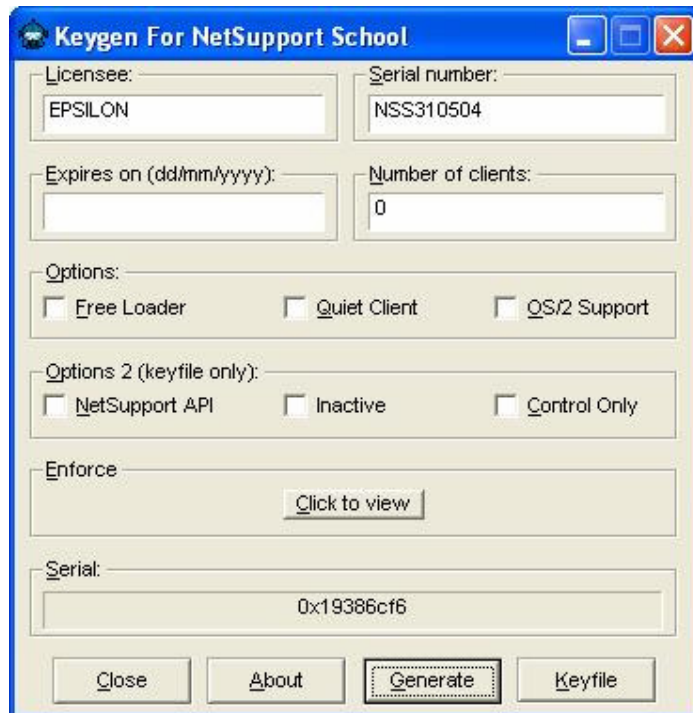 Keygen For NetSupport School
Licensee:
EPSILON
Serial number:
NSS310504
Expires on (dd/mm/yyyy):
Number of clients:
0
Options:
Free Loader
Quiet Client
OS/2 Support
Options 2 (keyfile only):
NetSupport API
Inactive
Control Only
Enforce
Click to view
Serial:
0x19386cf6
Close
About
Generate
Keyfile